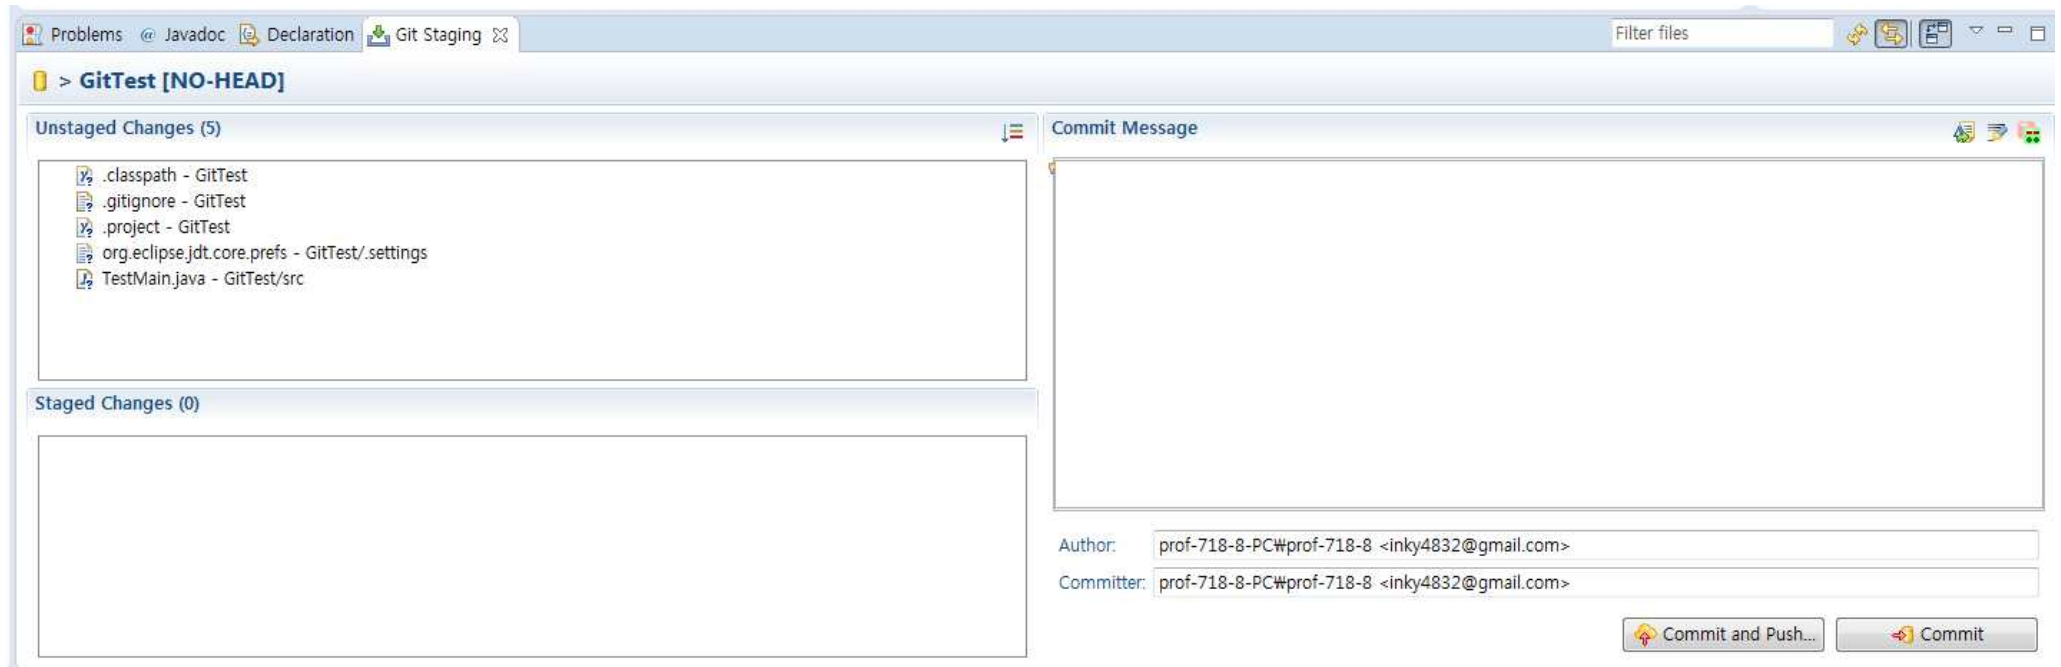 Problems @ Javadoc Declaration Git Staging
Filter files
> GitTest [NO-HEAD]
Unstaged Changes (5)
.classpath - GitTest
.gitignore - GitTest
.project - GitTest
org.eclipse.jdt.core.prefs - GitTest/.settings
TestMain.java - GitTest/src
Staged Changes (0)
Commit Message
Author: prof-718-8-PC₩prof-718-8 <inky4832@gmail.com>
Committer: prof-718-8-PC₩prof-718-8 <inky4832@gmail.com>
Commit and Push... Commit